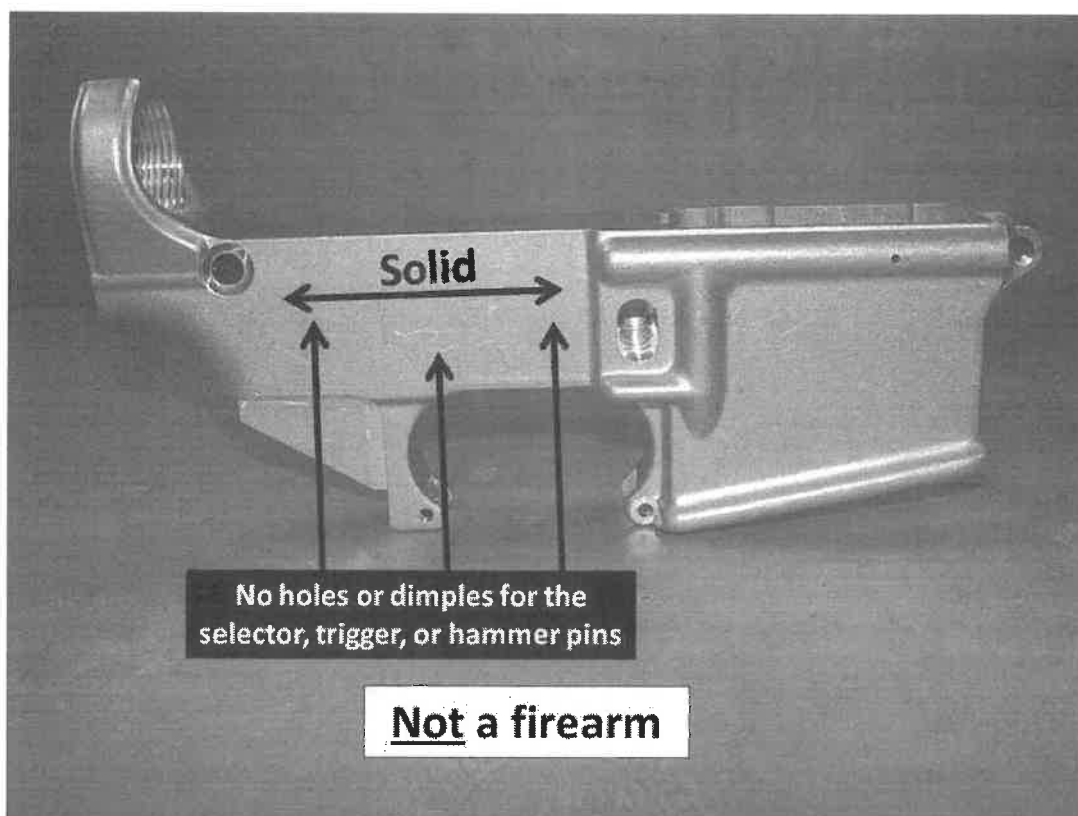 Solid
No holes or dimples for the
selector, trigger, or hammer pins
Not a firearm